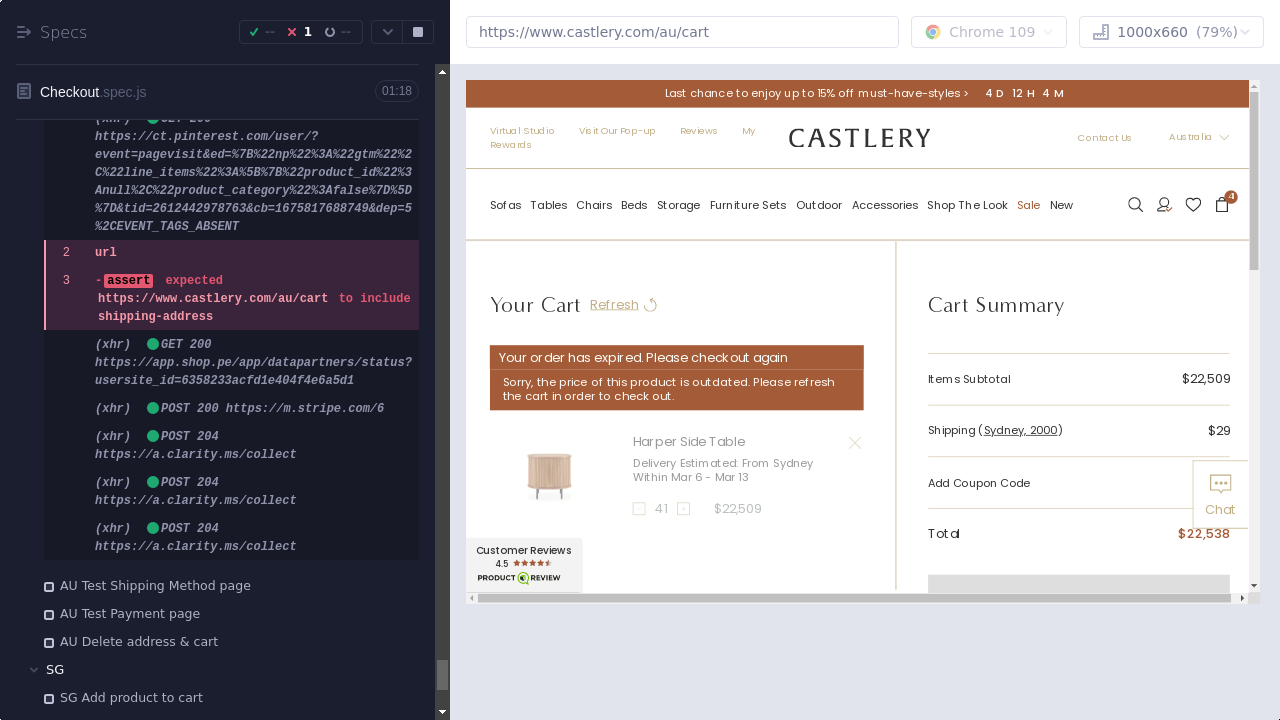 Specs
--
1
--
https://www.castlery.com/au/cart
Chrome 109
1000x660 (79%)
Checkout.spec.js
01:18
(xhr) GET 200
https://ct.pinterest.com/user/?
event=pagevisit&ed=%7B%22np%22%3A%22gtm%22%2
C%22line_items%22%3A%5B%7B%22product_id%22%3
Anull%2C%22product_category%22%3Afalse%7D%5D
%7D&tid=2612442978763&cb=1675817688749&dep=5
%2CEVENT_TAGS_ABSENT
2 url
3 -assert expected
https://www.castlery.com/au/cart to include
shipping-address
(xhr) GET 200
https://app.shop.pe/app/datapartners/status?
usersite_id=6358233acfd1e404f4e6a5d1
(xhr) POST 200 https://m.stripe.com/6
(xhr) POST 204
https://a.clarity.ms/collect
(xhr) POST 204
https://a.clarity.ms/collect
(xhr) POST 204
https://a.clarity.ms/collect
AU Test Shipping Method page
AU Test Payment page
AU Delete address & cart
SG
SG Add product to cart
Last chance to enjoy up to 15% off must-have-styles > 4 D 12 H 4 M
Virtual Studio Visit Our Pop-up Reviews My
Rewards
CASTLERY
Contact Us Australia
Sofas Tables Chairs Beds Storage Furniture Sets Outdoor Accessories Shop The Look Sale New
4
Your Cart Refresh
Your order has expired. Please check out again
Sorry, the price of this product is outdated. Please refresh
the cart in order to check out.
Harper Side Table
Delivery Estimated: From Sydney
Within Mar 6 - Mar 13
- 41 + $22,509
Customer Reviews
4.5
PRODUCT REVIEW
Cart Summary
Items Subtotal $22,509
Shipping (Sydney, 2000) $29
Add Coupon Code
Total $22,538
Chat